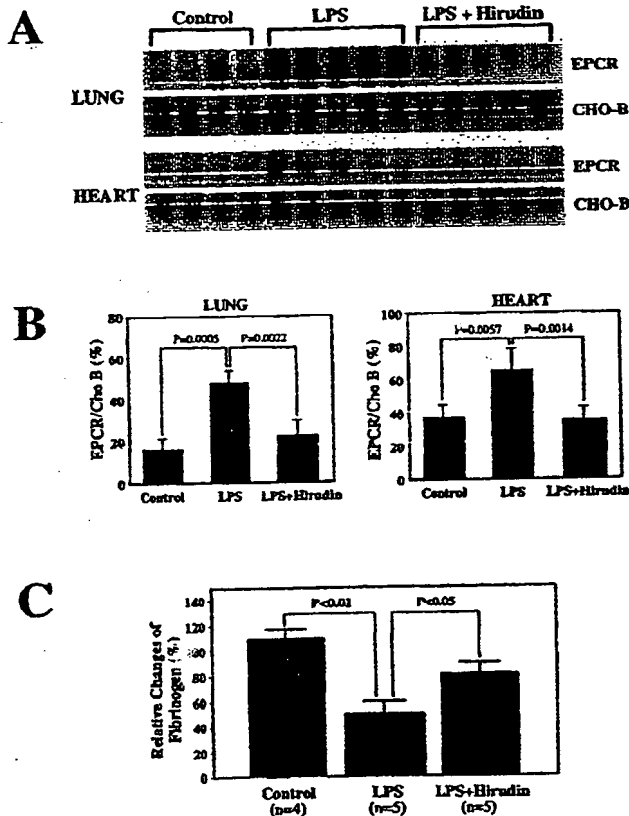 A
Control LPS LPS + Hirudin
EPCR
LUNG
CHO-B
EPCR
HEART
CHO-B
B
LUNG
EPCR/Cho B (%)
80
60
40
20
0
P=0.0005 P=0.0022
Control LPS LPS+Hirudin
HEART
EPCR/Cho B (%)
100
80
60
40
20
0
P=0.0057 P=0.0014
Control LPS LPS+Hirudin
C
Relative Changes of
Fibrinogen (%)
140
120
100
80
60
40
20
0
P<0.01 P<0.05
Control LPS LPS+Hirudin
(n=4) (n=5) (n=5)